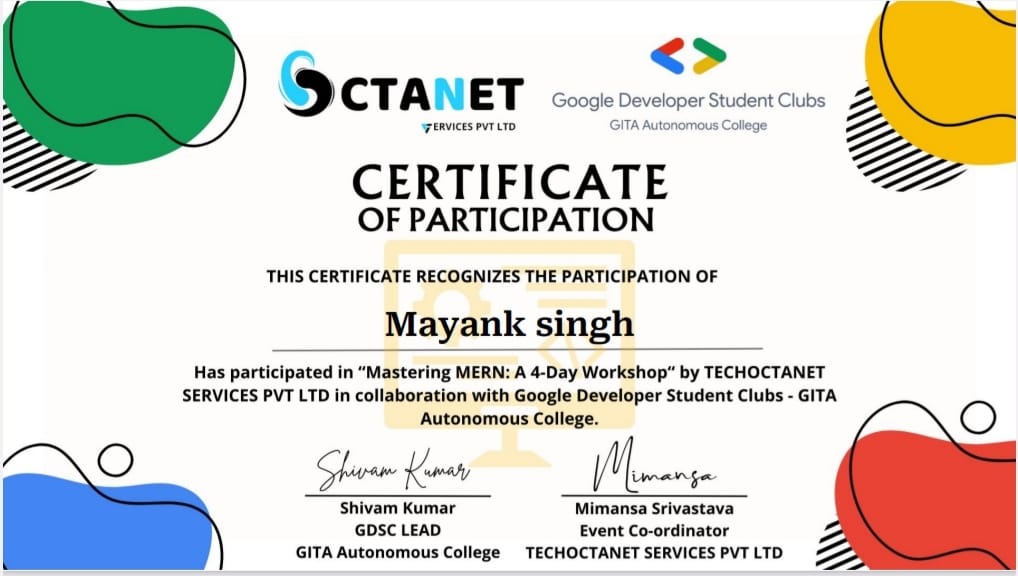 OCTANET
SERVICES PVT LTD
Google Developer Student Clubs
GITA Autonomous College
CERTIFICATE
OF PARTICIPATION
THIS CERTIFICATE RECOGNIZES THE PARTICIPATION OF
Mayank singh
Has participated in “Mastering MERN: A 4-Day Workshop“ by TECHOCTANET
SERVICES PVT LTD in collaboration with Google Developer Student Clubs - GITA
Autonomous College.
Shivam Kumar
Mimansa
Shivam Kumar
GDSC LEAD
GITA Autonomous College
Mimansa Srivastava
Event Co-ordinator
TECHOCTANET SERVICES PVT LTD